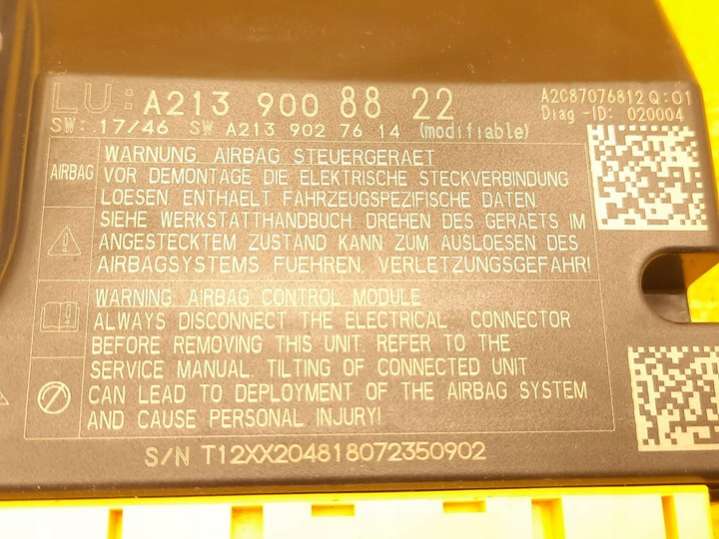 LU: A213 900 88 22
A2C87076812 Q:01
SW: 17/46 SW A213 902 76 14 (modifiable)
Diag -ID: 020004
AIRBAG
WARNUNG AIRBAG STEUERGERAET
VOR DEMONTAGE DIE ELEKTRISCHE STECKVERBINDUNG
LOESEN ENTHAELT FAHRZEUGSPEZIFISCHE DATEN
SIEHE WERKSTATTHANDBUCH DREHEN DES GERAETS IM
ANGESTECKTEM ZUSTAND KANN ZUM AUSLOESEN DES
AIRBAGSYSTEMS FUEHREN, VERLETZUNGSGEFAHR!
WARNING AIRBAG CONTROL MODULE
ALWAYS DISCONNECT THE ELECTRICAL CONNECTOR
BEFORE REMOVING THIS UNIT. REFER TO THE
SERVICE MANUAL. TILTING OF CONNECTED UNIT
CAN LEAD TO DEPLOYMENT OF THE AIRBAG SYSTEM
AND CAUSE PERSONAL INJURY!
S/N T12XX204818072350902